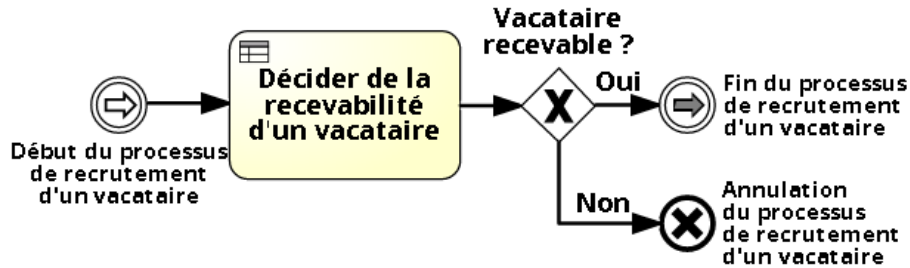 Vacataire
recevable ?
Décider de la
recevabilité
d'un vacataire
Oui
Fin du processus
de recrutement
d'un vacataire
Début du processus
de recrutement
d'un vacataire
Non
Annulation
du processus
de recrutement
d'un vacataire